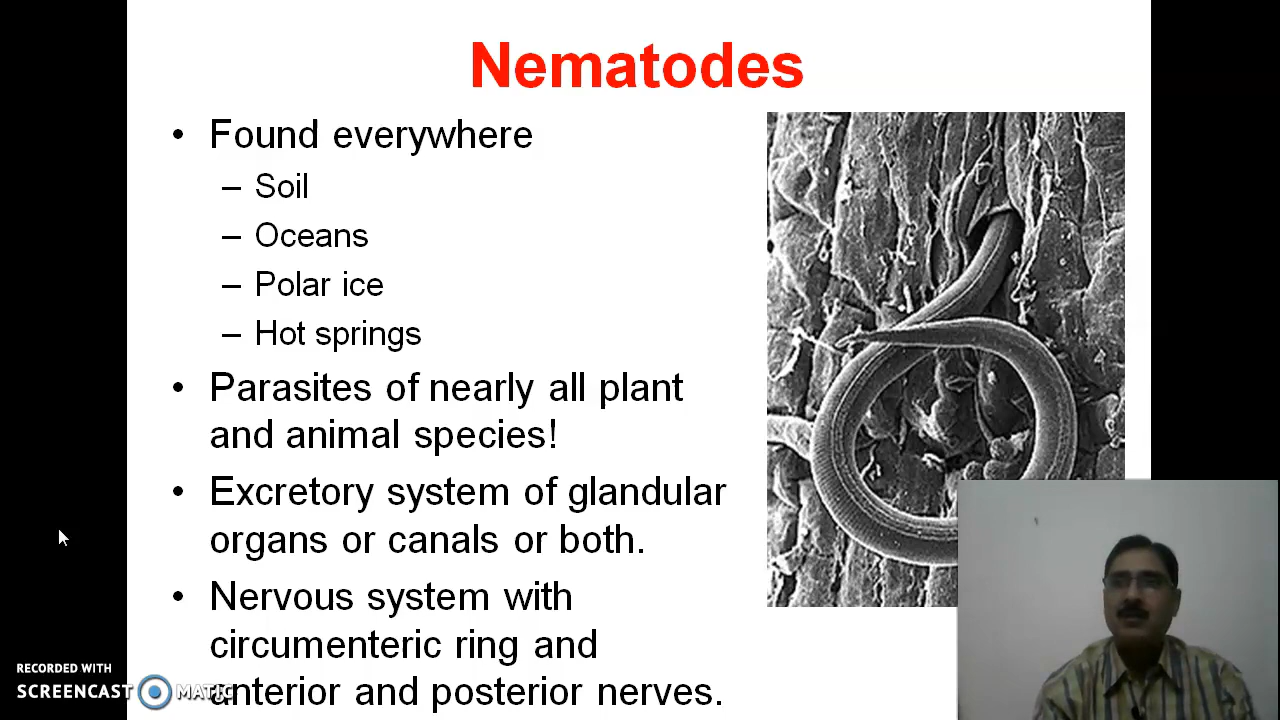 Nematodes
• Found everywhere
– Soil
– Oceans
– Polar ice
– Hot springs
• Parasites of nearly all plant
and animal species!
• Excretory system of glandular
organs or canals or both.
• Nervous system with
circumenteric ring and
anterior and posterior nerves.
RECORDED WITH
SCREENCAST MATIC